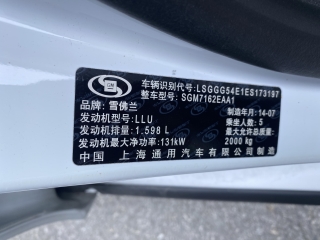 车辆识别代号: LSGGG54E1ES173197
整车型号: SGM7162EAA1
品牌: 雪佛兰
制造年月: 14-07
发动机型号: LLU
乘坐人数: 5
发动机排量: 1.598 L
最大允许总质量:
发动机最大净功率: 131kW
2000 kg
中国 上海通用汽车有限公司 制造